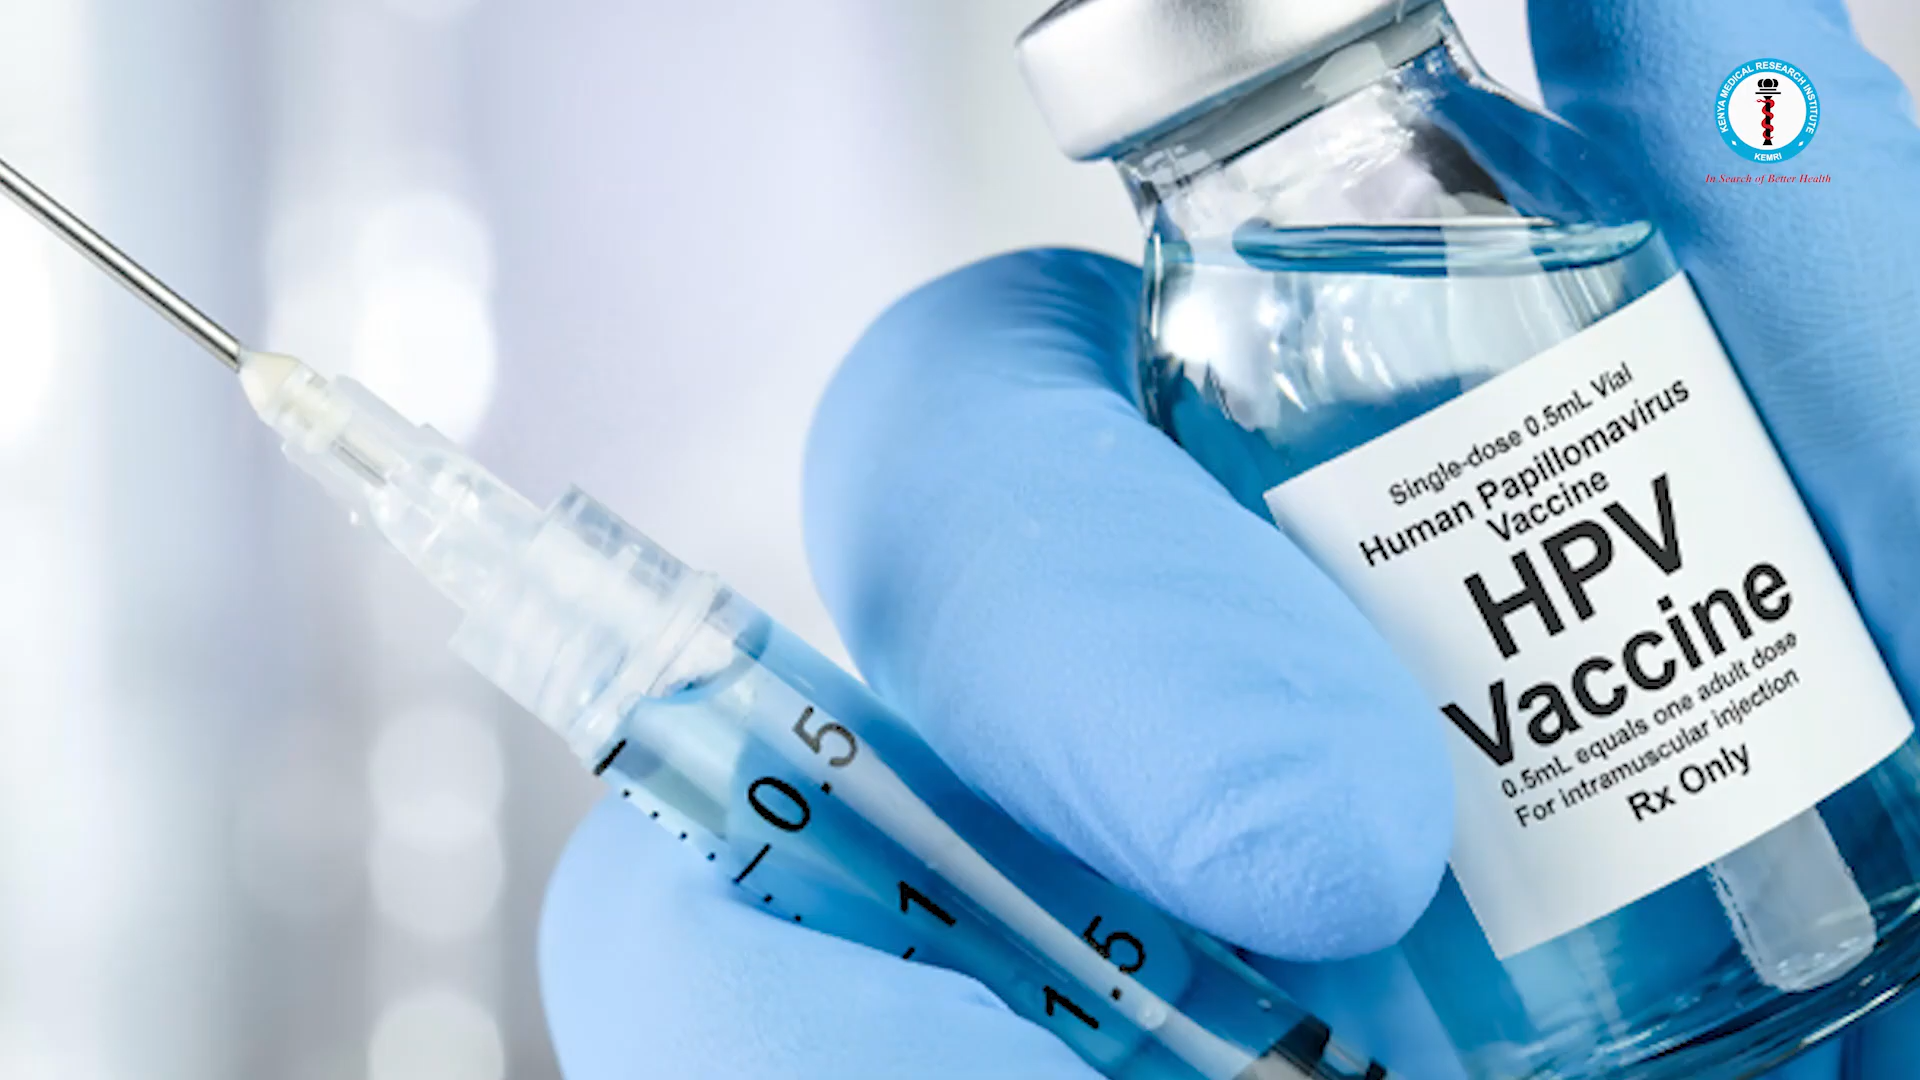 KENYA MEDICAL RESEARCH INSTITUTE
KEMRI
In Search of Better Health
Single-dose 0.5mL Vial
Human Papillomavirus
Vaccine
HPV
Vaccine
0.5mL equals one adult dose
For intramuscular injection
Rx Only
0.5
1
1.5